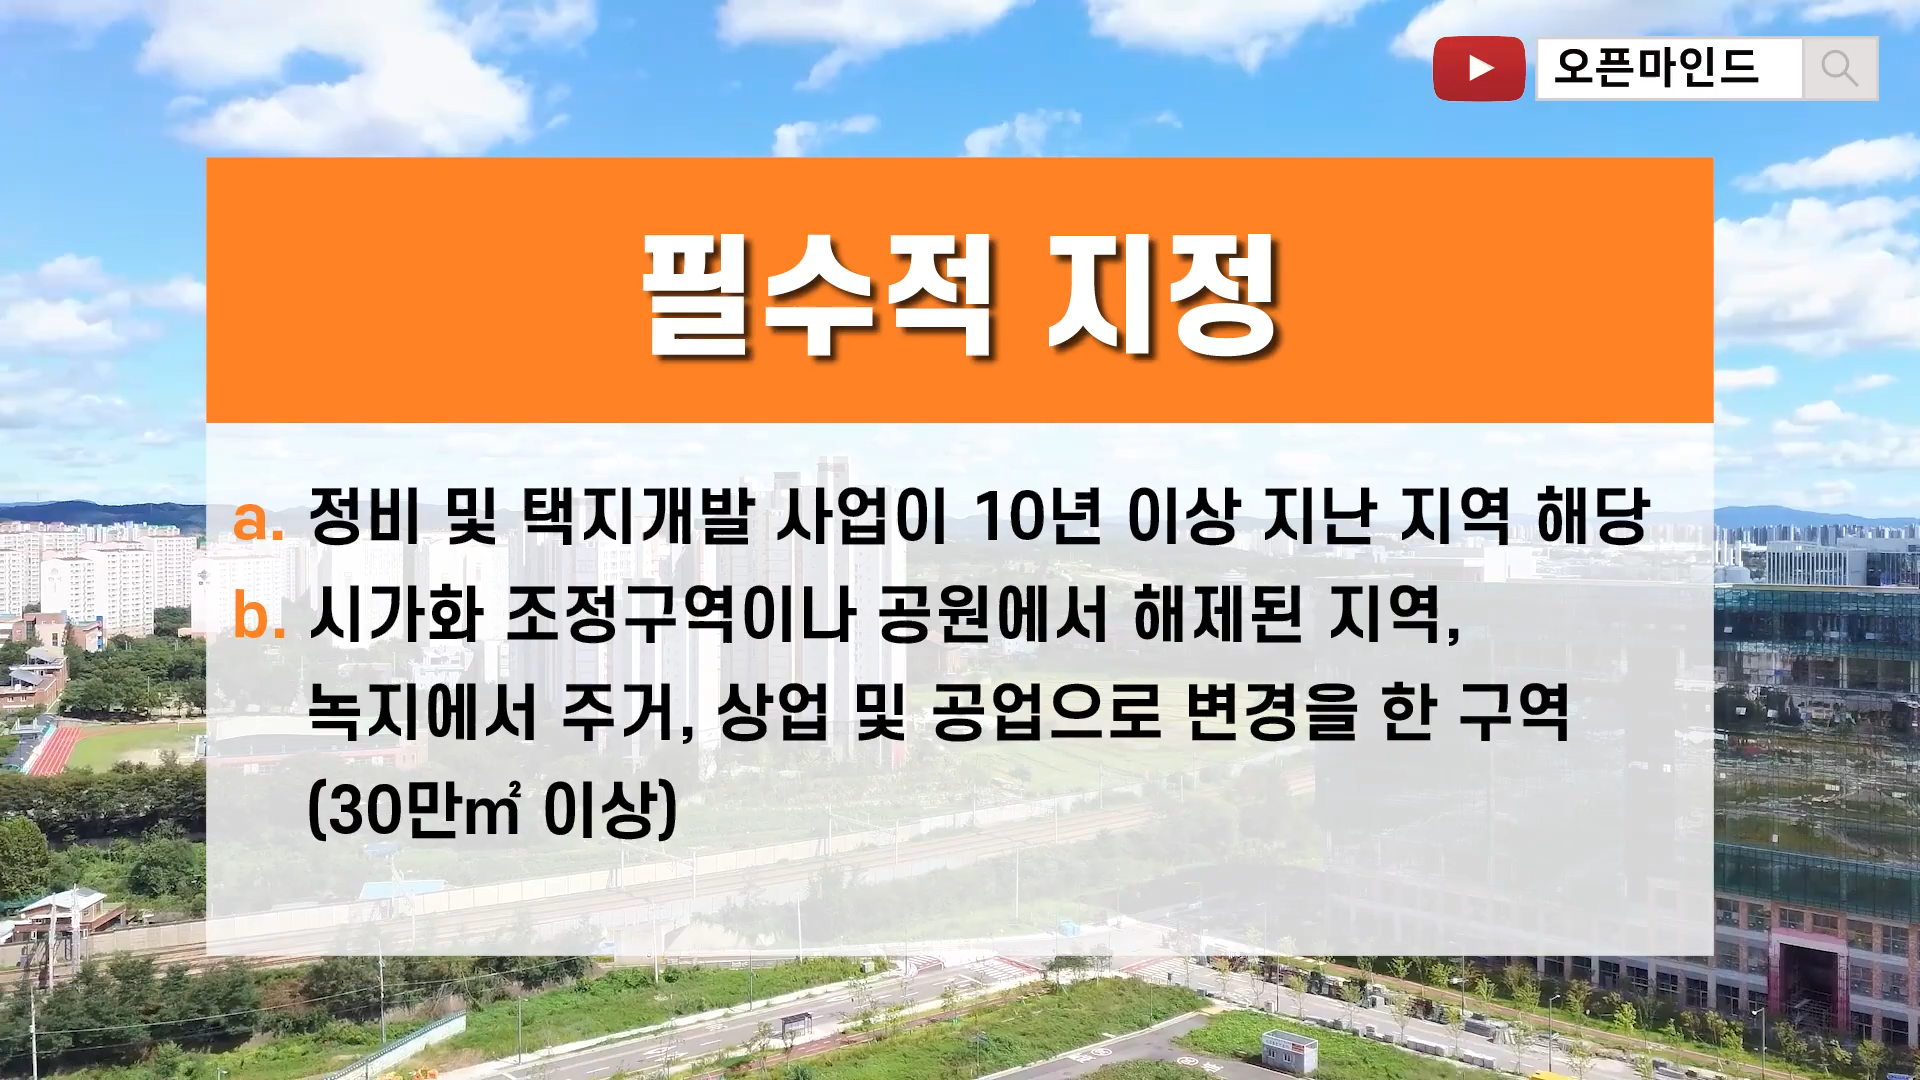 오픈마인드
필수적 지정
a. 정비 및 택지개발 사업이 10년 이상 지난 지역 해당
b. 시가화 조정구역이나 공원에서 해제된 지역,
녹지에서 주거, 상업 및 공업으로 변경을 한 구역
(30만㎡ 이상)